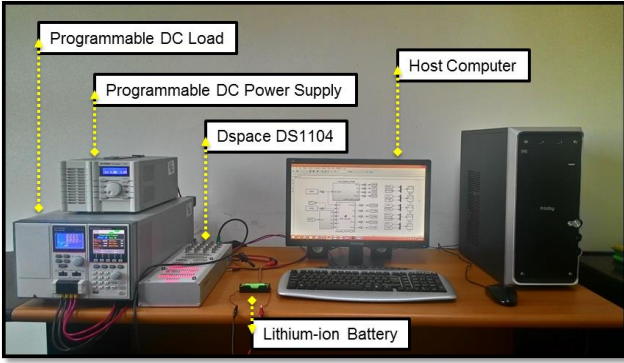 Programmable DC Load
Host Computer
Programmable DC Power Supply
Dspace DS1104
Lithium-ion Battery